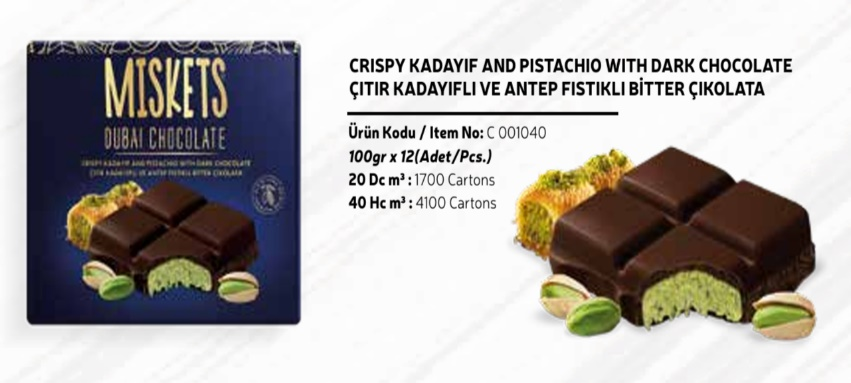 MISKETS
DUBAI CHOCOLATE
CRISPY KADAYIF AND PISTACHIO WITH DARK CHOCOLATE
ÇITIR KADAYIFLI VE ANTEP FISTIKLI BİTTER ÇİKOLATA
CRISPY KADAYIF AND PISTACHIO WITH DARK CHOCOLATE
ÇITIR KADAYIFLI VE ANTEP FISTIKLI BİTTER ÇIKOLATA
Ürün Kodu / Item No: C 001040
100gr x 12(Adet/Pcs.)
20 Dc m³ : 1700 Cartons
40 Hc m³ : 4100 Cartons